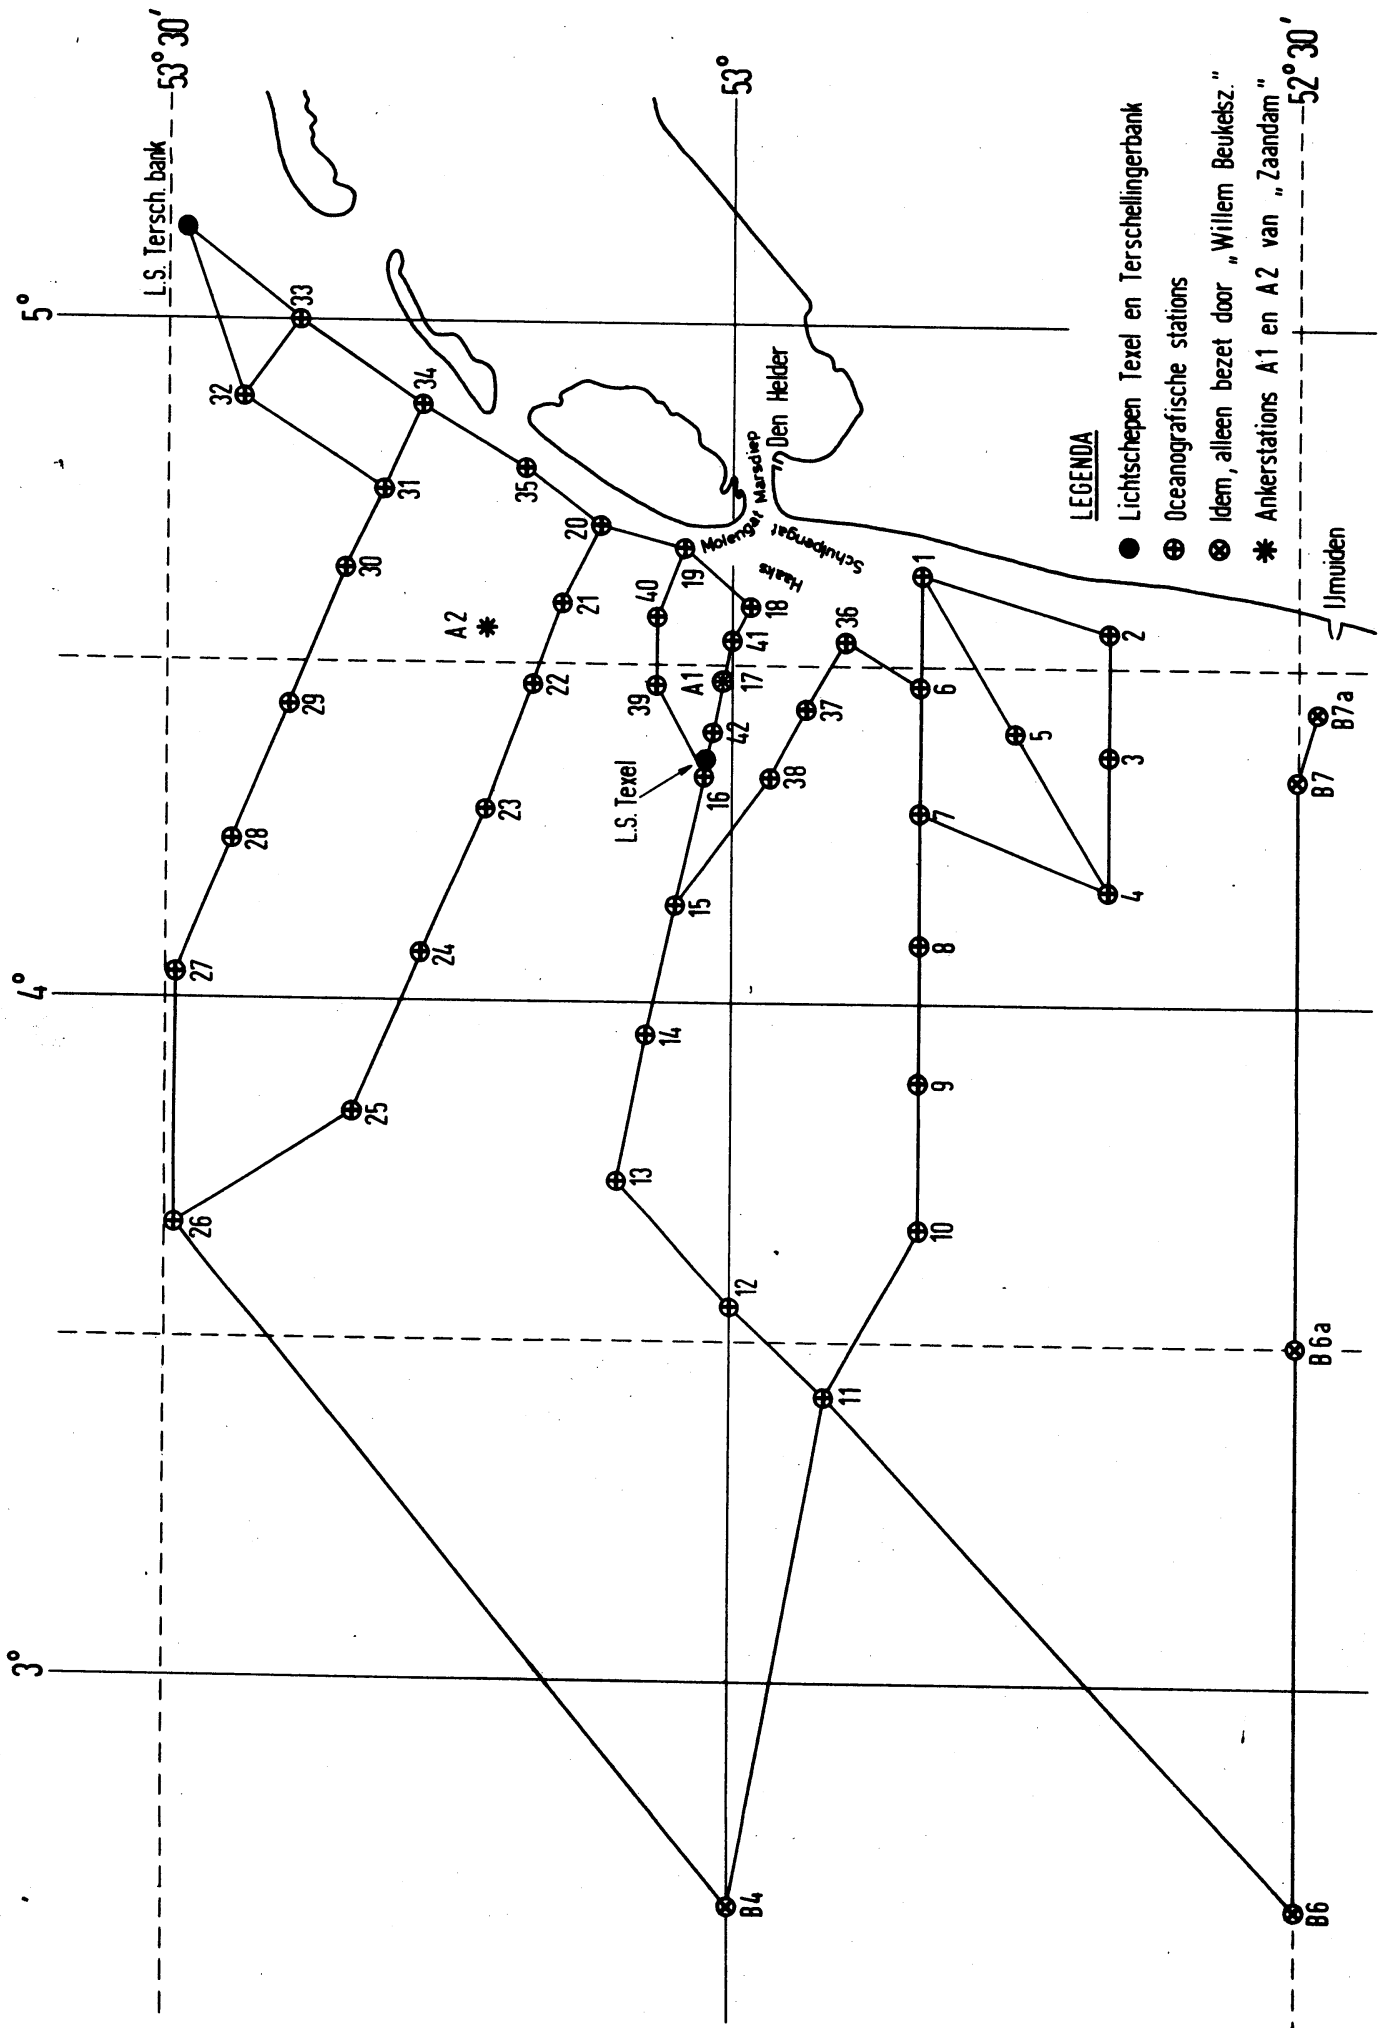 5°
4°
3°
53° 30'
53°
52° 30'
L.S. Tersch. bank
33
32
34
31
35
30
20
29
28
27
A 2
21
22
23
24
25
26
40
19
39
A1
18
41
17
42
L.S. Texel
16
15
14
13
12
11
36
37
38
1
2
3
4
5
6
7
8
9
10
B4
B6
B6a
B7
B7a
Molengat
Marsdiep
Den Helder
Schulpengat
Haaks
IJmuiden
LEGENDA
Lichtschepen Texel en Terschellingerbank
Oceanografische stations
Idem, alleen bezet door „Willem Beukelsz."
Ankerstations A1 en A2 van „Zaandam"